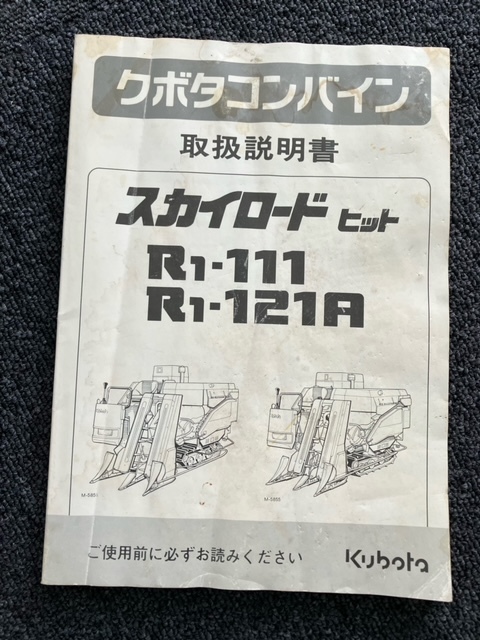 クボタコンバイン
取扱説明書
スカイロード ヒット
R1-111
R1-121A
ご使用前に必ずお読みください
Kubota